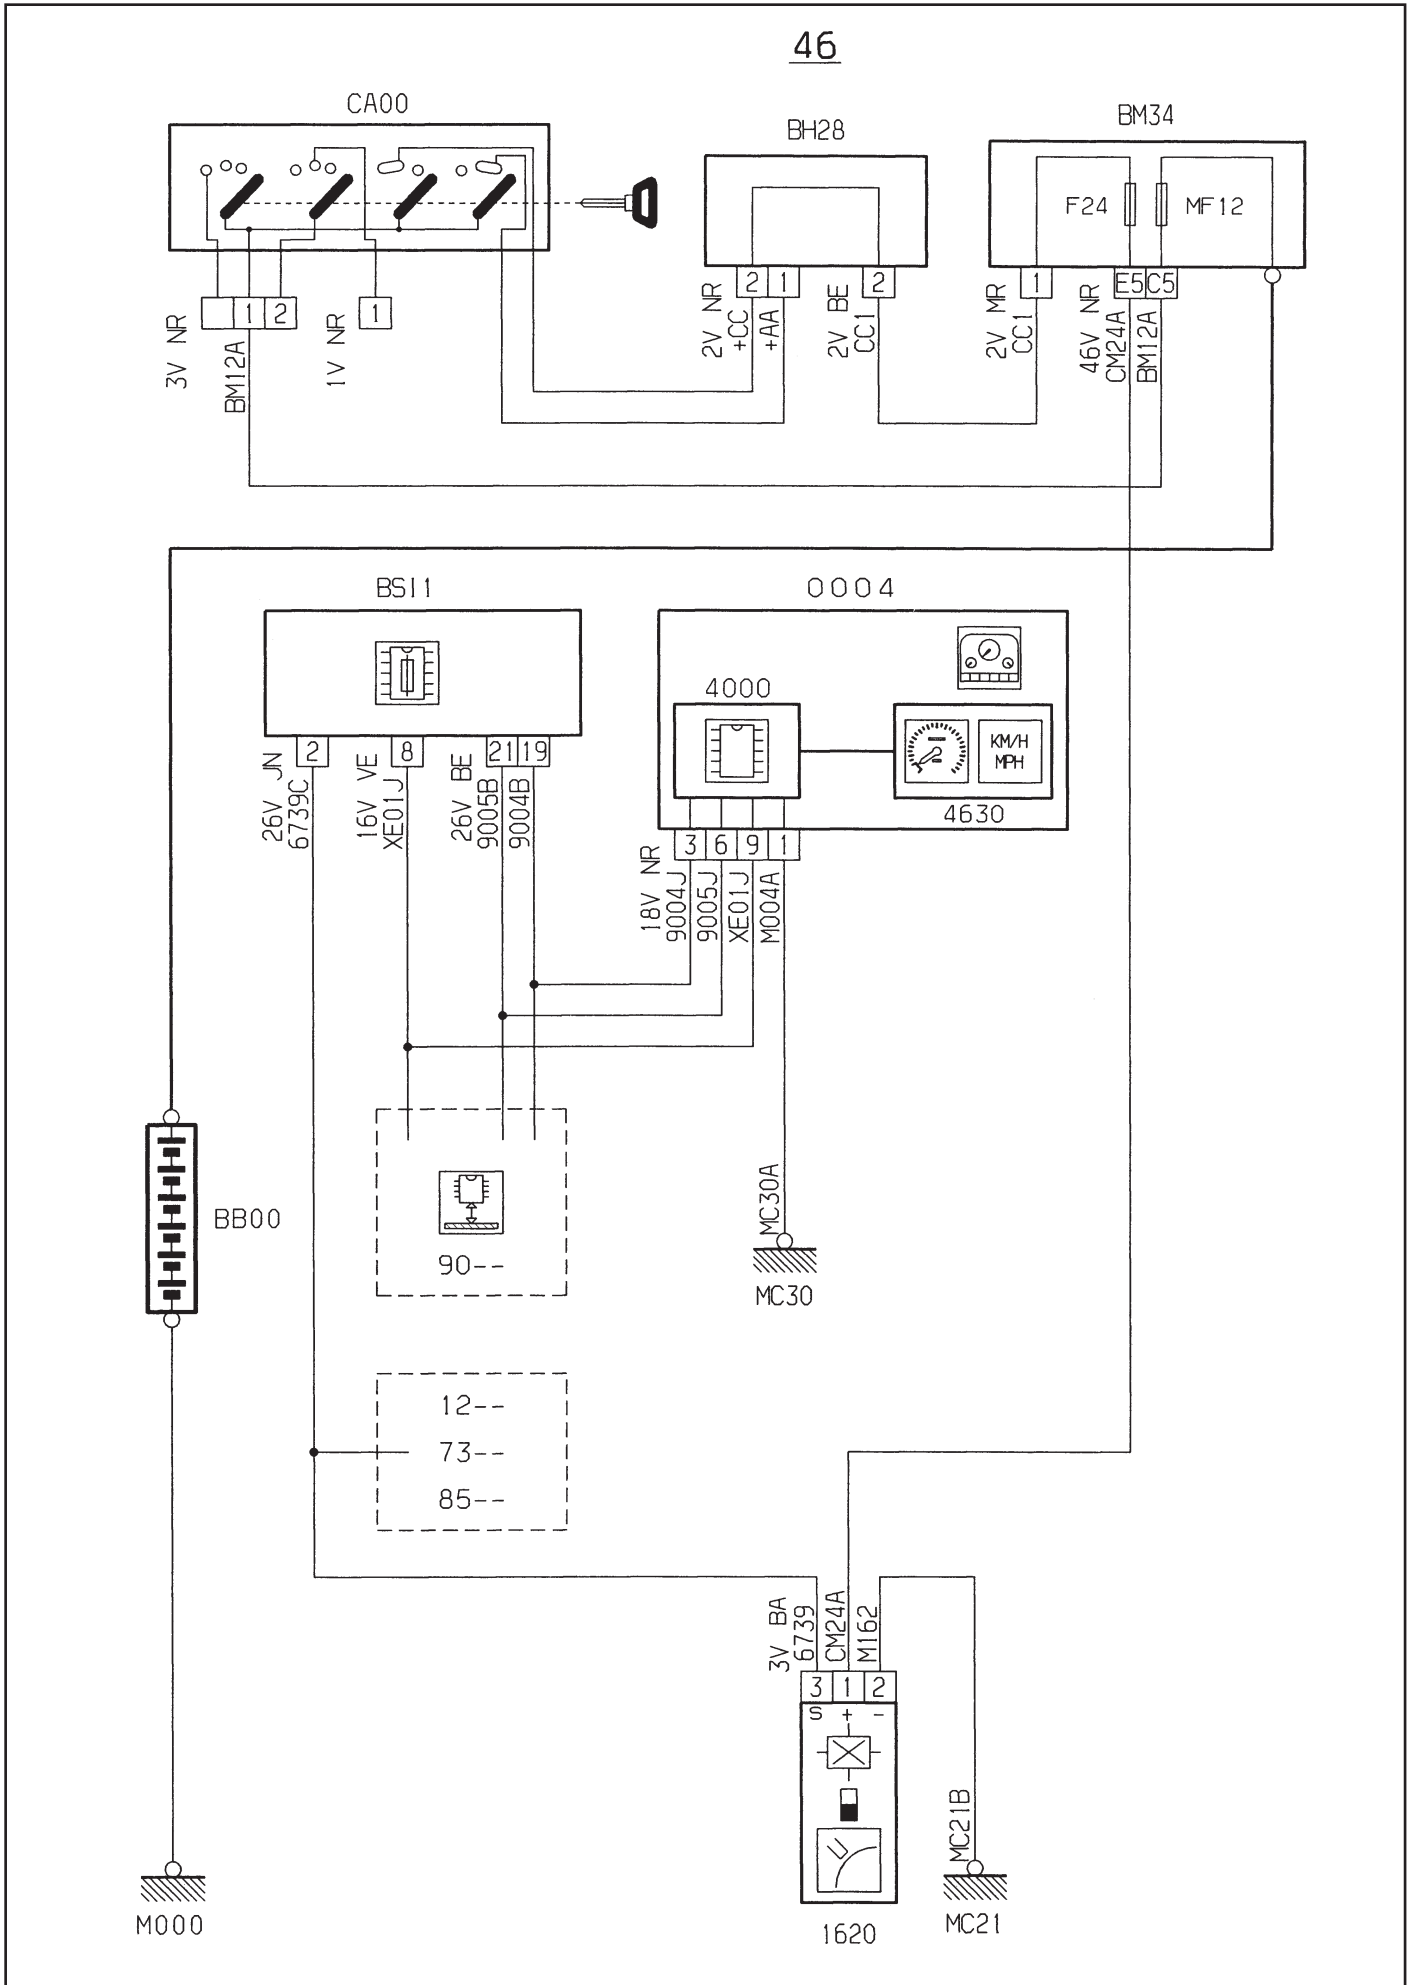 46
CA00
BH28
BM34
F24
MF12
1
2
1
2
1
2
1
E5
C5
3V NR
BM12A
1V NR
2V NR
+CC
+AA
2V BE
CC1
2V MR
CC1
46V NR
CM24A
BM12A
BSI1
0004
4000
KM/H
MPH
4630
2
8
21
19
26V JN
6739C
16V VE
XE01J
26V BE
9005B
9004B
3
6
9
1
18V NR
9004J
9005J
XE01J
M004A
BB00
90--
MC30A
MC30
12--
73--
85--
3V BA
6739
CM24A
M162
3
1
2
S
+
-
MC21B
M000
1620
MC21